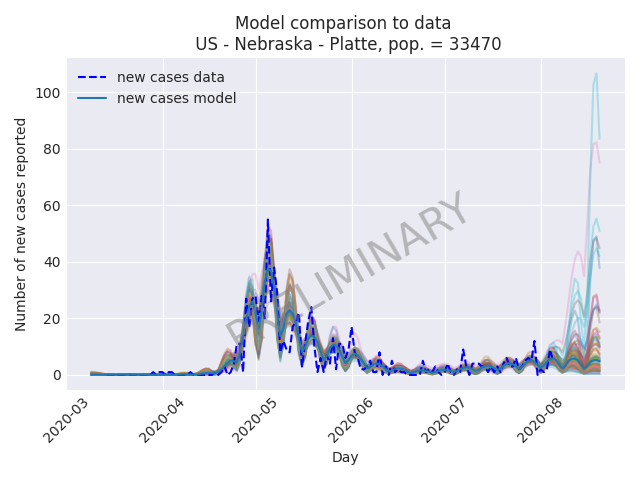 Model comparison to data
US - Nebraska - Platte, pop. = 33470
new cases data
new cases model
PRELIMINARY
Number of new cases reported
100
80
60
40
20
0
2020-03
2020-04
2020-05
2020-06
2020-07
2020-08
Day